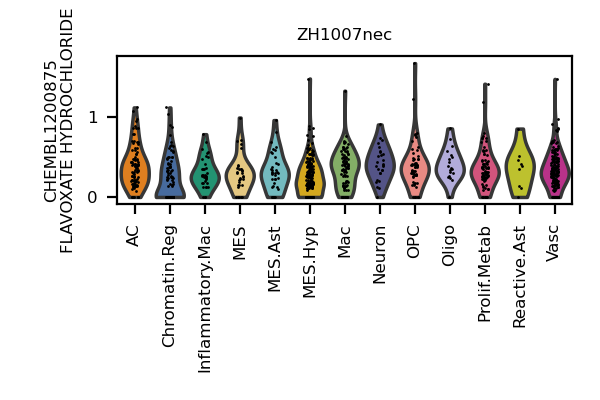 ZH1007nec
CHEMBL1200875
FLAVOXATE HYDROCHLORIDE
1
0
AC
Chromatin.Reg
Inflammatory.Mac
MES
MES.Ast
MES.Hyp
Mac
Neuron
OPC
Oligo
Prolif.Metab
Reactive.Ast
Vasc